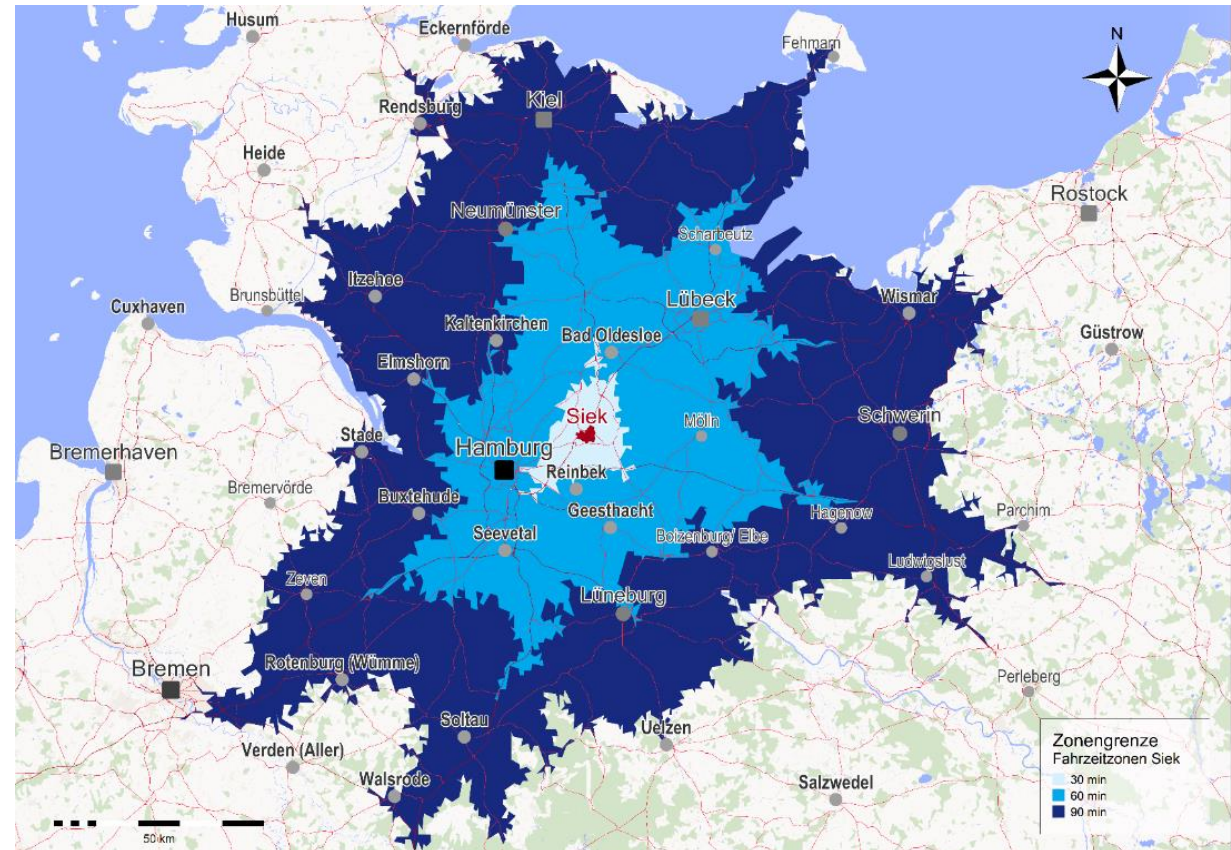 Husum
Eckernförde
Fehmarn
N
Rendsburg
Kiel
Heide
Rostock
Neumünster
Scharbeutz
Itzehoe
Brunsbüttel
Cuxhaven
Wismar
Lübeck
Kaltenkirchen
Bad Oldesloe
Güstrow
Elmshorn
Siek
Schwerin
Mölln
Stade
Hamburg
Bremerhaven
Reinbek
Bremervörde
Buxtehude
Geesthacht
Hagenow
Parchim
Seevetal
Boizenburg/ Elbe
Ludwigslust
Zeven
Lüneburg
Rotenburg (Wümme)
Bremen
Perleberg
Soltau
Uelzen
Verden (Aller)
Walsrode
Salzwedel
Zonengrenze
Fahrzeitzonen Siek
30 min
60 min
90 min
50 km